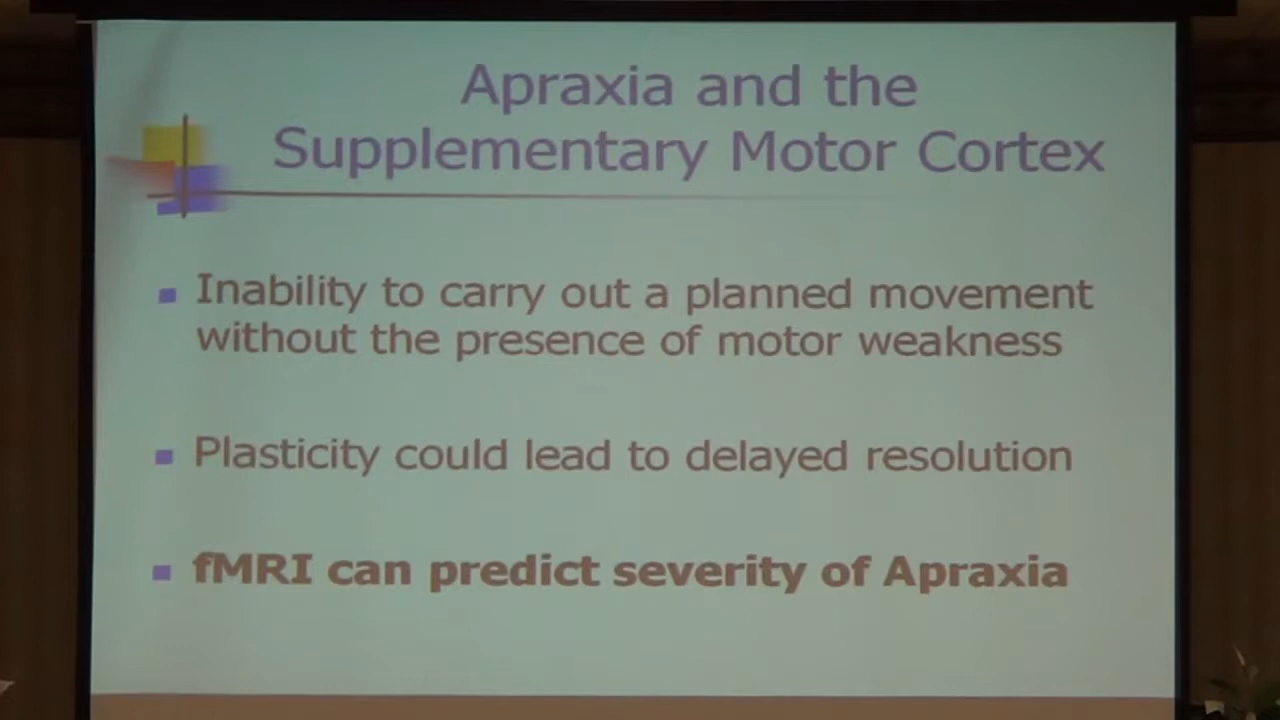 Apraxia and the
Supplementary Motor Cortex
Inability to carry out a planned movement
without the presence of motor weakness
Plasticity could lead to delayed resolution
fMRI can predict severity of Apraxia